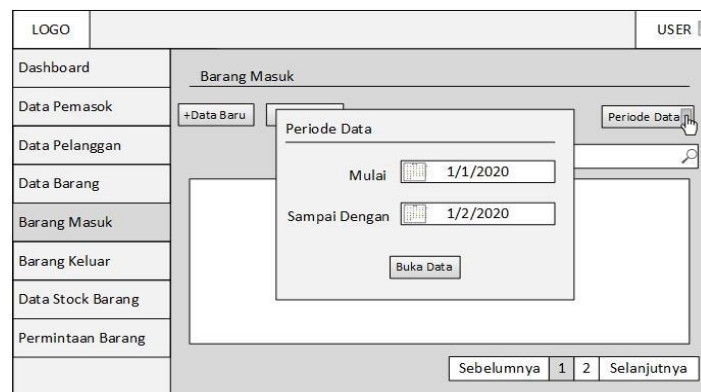 LOGO
USER
Dashboard
Data Pemasok
Data Pelanggan
Data Barang
Barang Masuk
Barang Keluar
Data Stock Barang
Permintaan Barang
Barang Masuk
+Data Baru
Periode Data
Periode Data
Mulai 1/1/2020
Sampai Dengan 1/2/2020
Buka Data
Sebelumnya 1 2 Selanjutnya